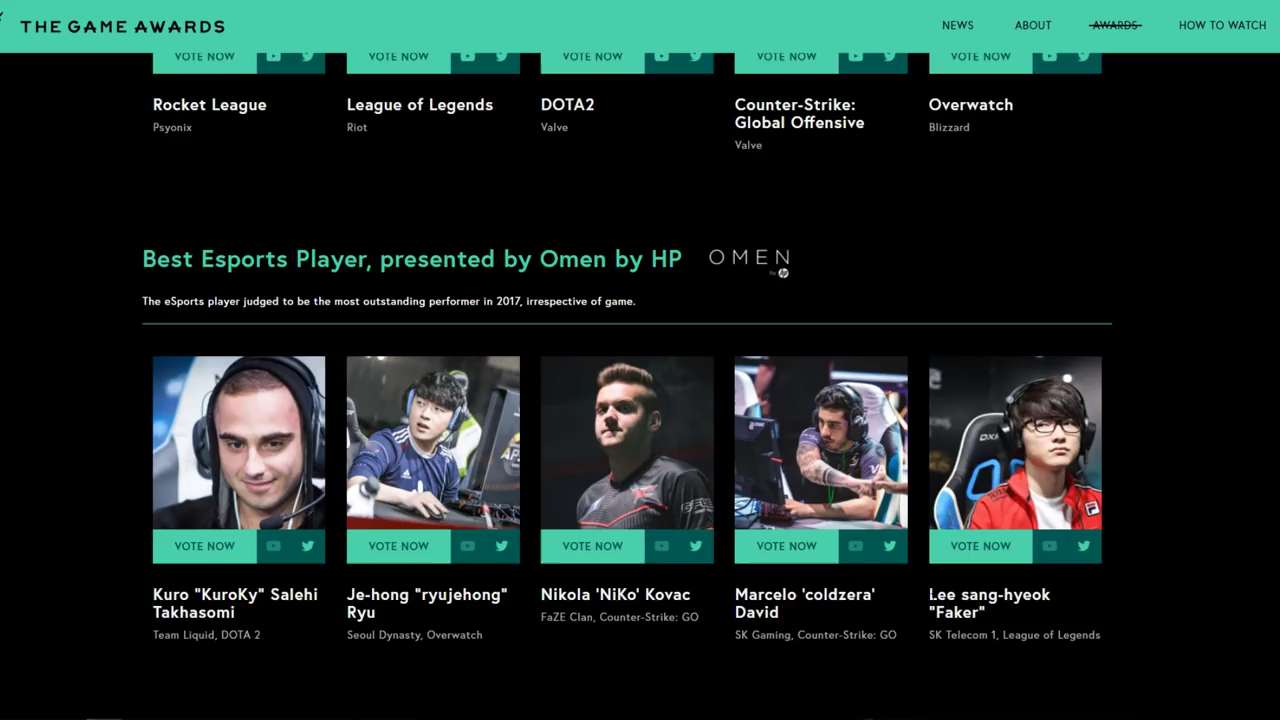 THE GAME AWARDS
NEWS ABOUT AWARDS HOW TO WATCH
VOTE NOW VOTE NOW VOTE NOW VOTE NOW VOTE NOW
Rocket League
Psyonix
League of Legends
Riot
DOTA2
Valve
Counter-Strike:
Global Offensive
Valve
Overwatch
Blizzard
Best Esports Player, presented by Omen by HP
OMEN
by hp
The eSports player judged to be the most outstanding performer in 2017, irrespective of game.
VOTE NOW VOTE NOW VOTE NOW VOTE NOW VOTE NOW
Kuro "KuroKy" Salehi
Takhasomi
Team Liquid, DOTA 2
Je-hong "ryujehong"
Ryu
Seoul Dynasty, Overwatch
Nikola 'NiKo' Kovac
FaZE Clan, Counter-Strike: GO
Marcelo 'coldzera'
David
SK Gaming, Counter-Strike: GO
Lee sang-hyeok
"Faker"
SK Telecom 1, League of Legends